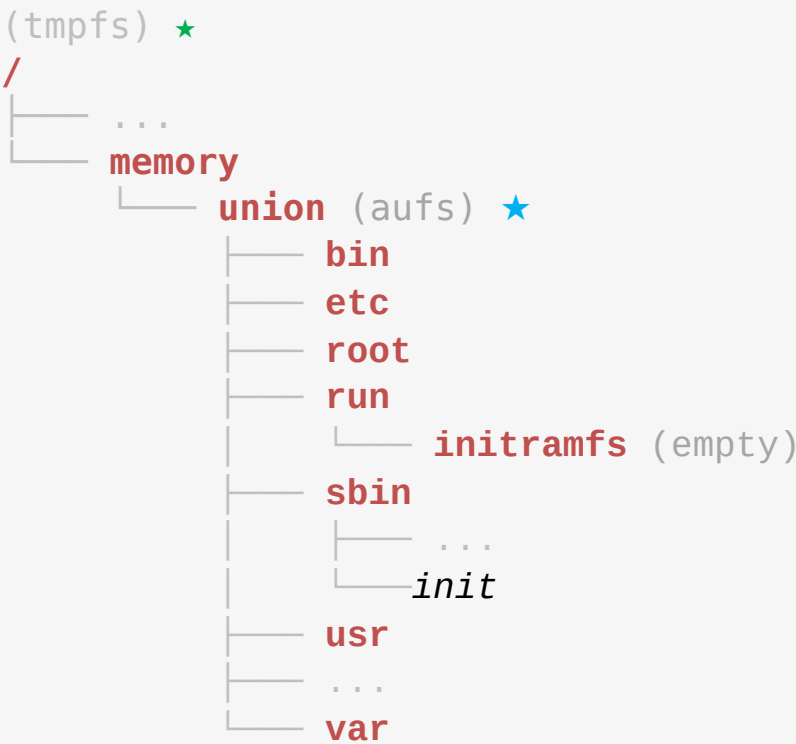 (tmpfs) ★
/
├── ...
└── memory
    └── union (aufs) ★
        ├── bin
        ├── etc
        ├── root
        ├── run
        │   └── initramfs (empty)
        ├── sbin
        │   ├── ...
        │   └──init
        ├── usr
        ├── ...
        └── var